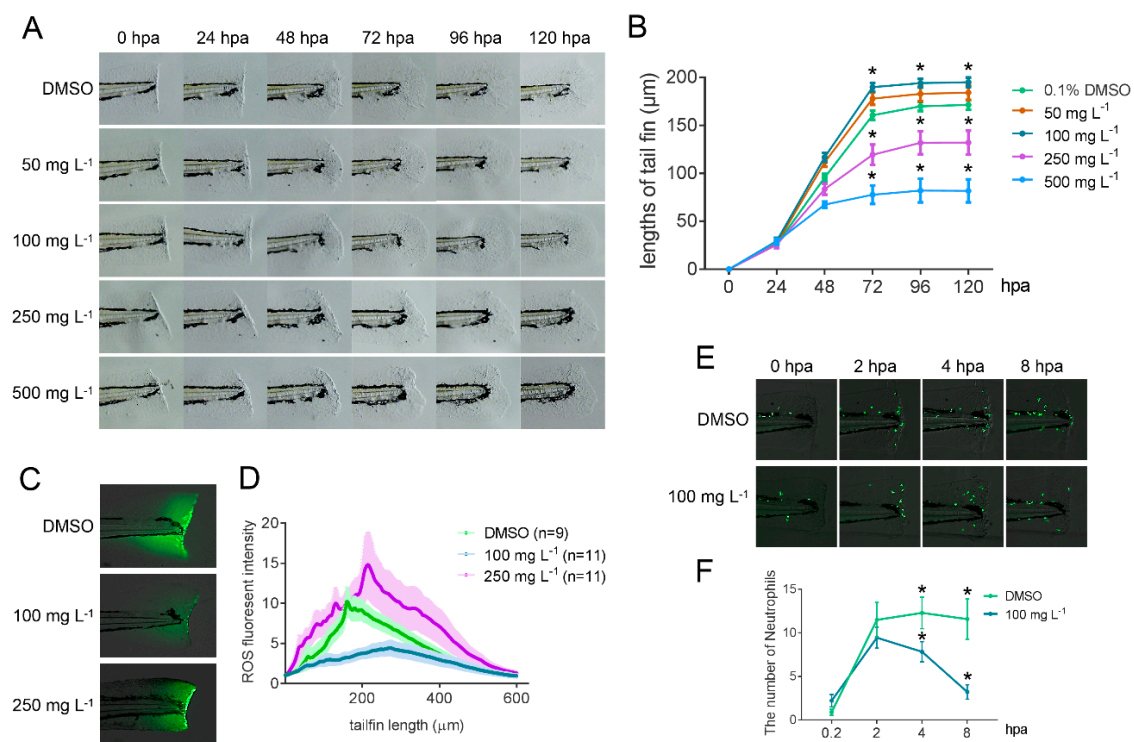 A
0 hpa 24 hpa 48 hpa 72 hpa 96 hpa 120 hpa
DMSO
50 mg L⁻¹
100 mg L⁻¹
250 mg L⁻¹
500 mg L⁻¹
B
lengths of tail fin (μm)
200
150
100
50
0
0 24 48 72 96 120 hpa
* * *
* * *
* * *
0.1% DMSO
50 mg L⁻¹
100 mg L⁻¹
250 mg L⁻¹
500 mg L⁻¹
C
DMSO
100 mg L⁻¹
250 mg L⁻¹
D
ROS fluoresent intensity
20
15
10
5
0
200 400 600
tailfin length (μm)
DMSO (n=9)
100 mg L⁻¹ (n=11)
250 mg L⁻¹ (n=11)
E
0 hpa 2 hpa 4 hpa 8 hpa
DMSO
100 mg L⁻¹
F
The number of Neutrophils
15
10
5
0
0.2 2 4 8 hpa
* *
* *
DMSO
100 mg L⁻¹